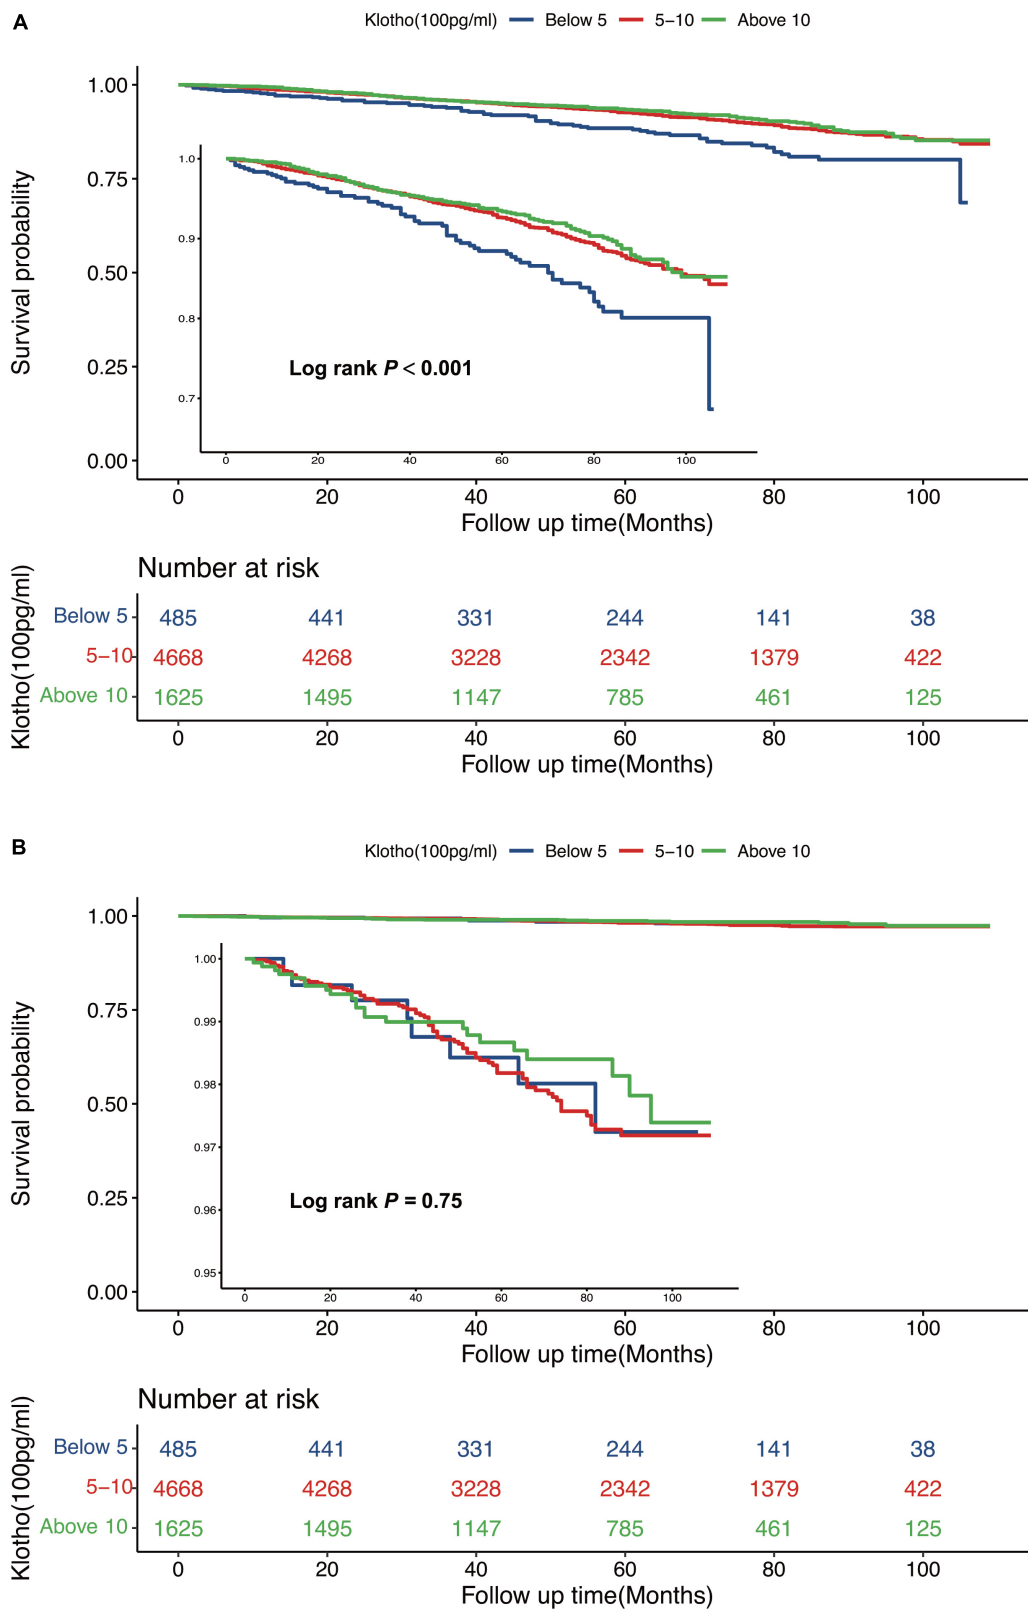 A
Klotho(100pg/ml) Below 5 5−10 Above 10
Survival probability
1.00
0.75
0.50
0.25
0.00
1.0
0.9
0.8
0.7
Log rank P < 0.001
0 20 40 60 80 100
0 20 40 60 80 100
Follow up time(Months)
Number at risk
Klotho(100pg/ml)
Below 5 485 441 331 244 141 38
5−10 4668 4268 3228 2342 1379 422
Above 10 1625 1495 1147 785 461 125
0 20 40 60 80 100
Follow up time(Months)
B
Klotho(100pg/ml) Below 5 5−10 Above 10
Survival probability
1.00
0.75
0.50
0.25
0.00
1.00
0.99
0.98
0.97
0.96
0.95
Log rank P = 0.75
0 20 40 60 80 100
0 20 40 60 80 100
Follow up time(Months)
Number at risk
Klotho(100pg/ml)
Below 5 485 441 331 244 141 38
5−10 4668 4268 3228 2342 1379 422
Above 10 1625 1495 1147 785 461 125
0 20 40 60 80 100
Follow up time(Months)